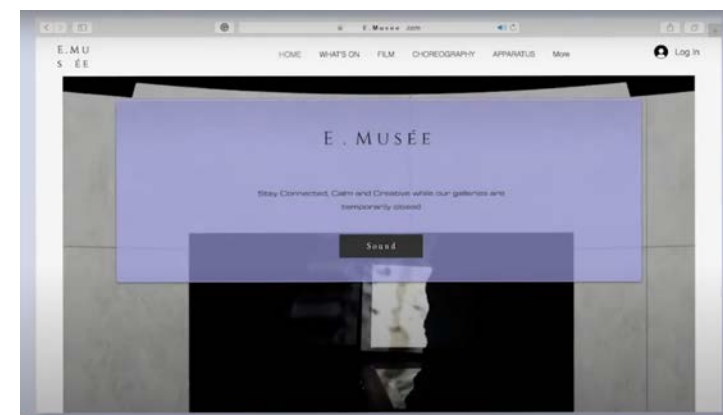 E.Musée .com
E.MU
S ÉE
HOME WHAT'S ON FILM CHOREOGRAPHY APPARATUS More
Log In
E . MUSÉE
Stay Connected, Calm and Creative while our galleries are
temporarily closed
Sound